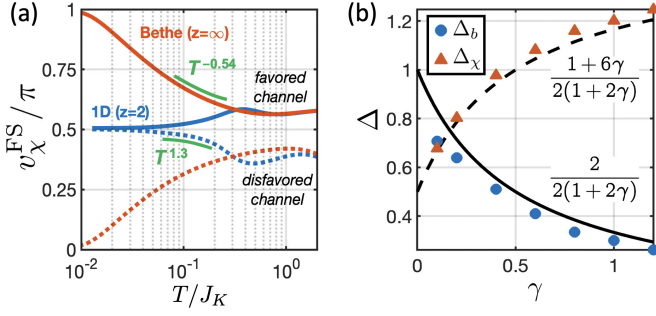 (a)
v_χ^FS / π
1
0.75
0.5
0.25
0
Bethe (z=∞)
T^-0.54
favored
channel
1D (z=2)
T^1.3
disfavored
channel
10^-2
10^-1
10^0
T/J_K
(b)
Δ
1.2
1
0.8
0.6
0.4
Δ_b
Δ_χ
1+6γ
2(1+2γ)
2
2(1+2γ)
0
0.5
1
γ